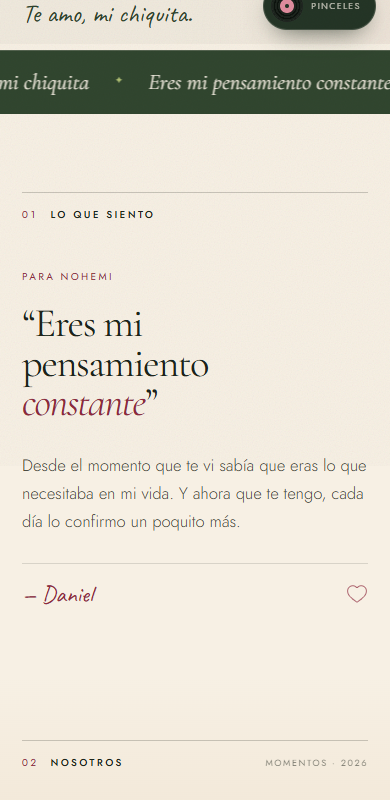 Te amo, mi chiquita.
PINCELES
mi chiquita ✦ Eres mi pensamiento constante
01 LO QUE SIENTO
PARA NOHEMI
“Eres mi
pensamiento
constante”
Desde el momento que te vi sabía que eras lo que
necesitaba en mi vida. Y ahora que te tengo, cada
día lo confirmo un poquito más.
– Daniel
02 NOSOTROS
MOMENTOS · 2026